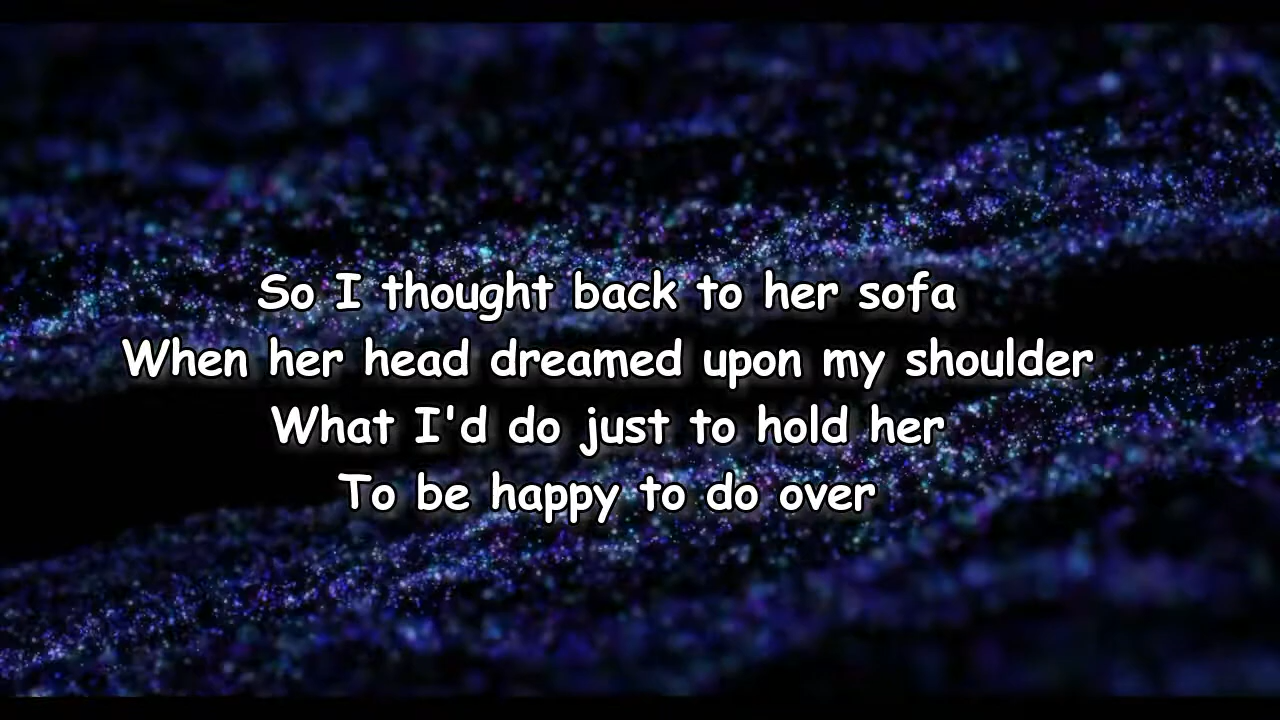 So I thought back to her sofa
When her head dreamed upon my shoulder
What I'd do just to hold her
To be happy to do over